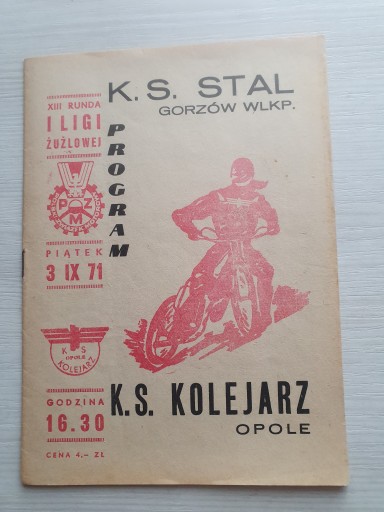 XIII RUNDA
I LIGI
ŻUŻLOWEJ
PZM
PIĄTEK
3 IX 71
K S
OPOLE
KOLEJARZ
GODZINA
16.30
CENA 4,- ZŁ
K. S. STAL
GORZÓW WLKP.
PROGRAM
K.S. KOLEJARZ
OPOLE